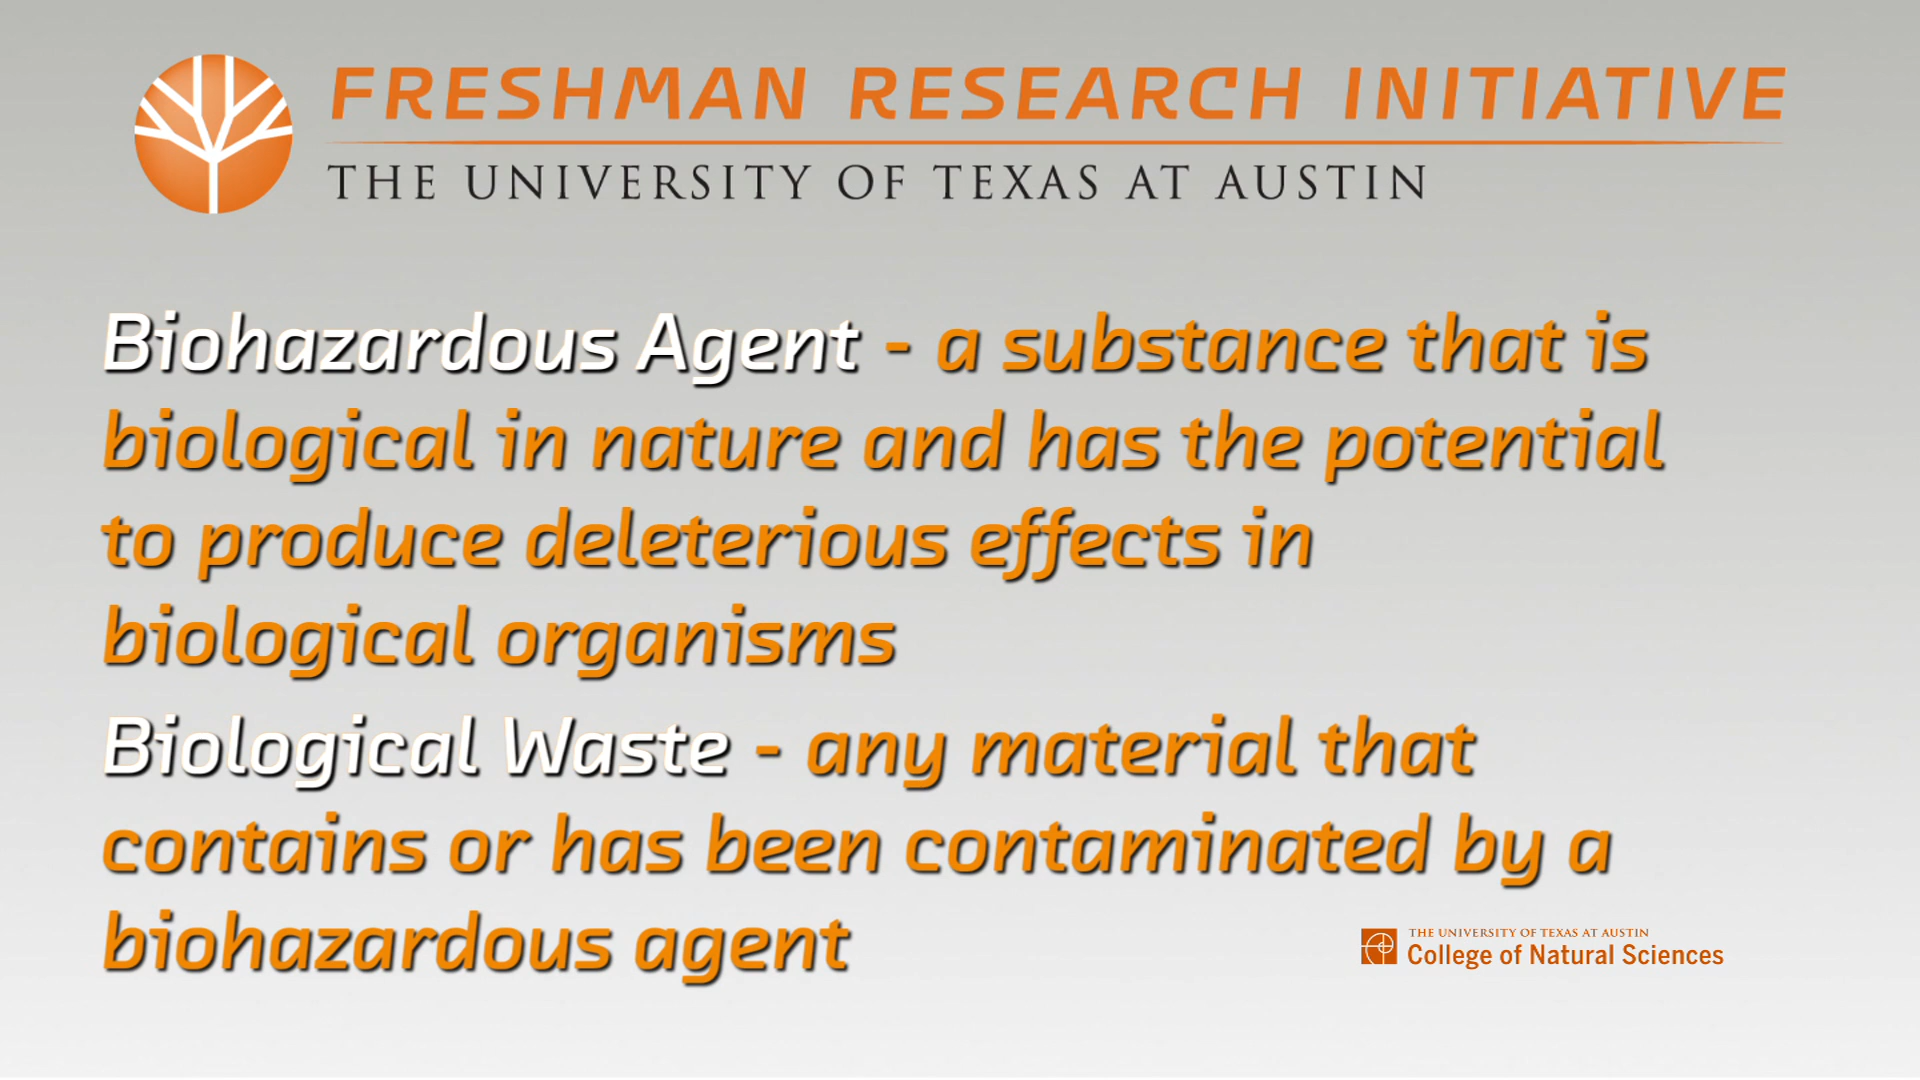 FRESHMAN RESEARCH INITIATIVE
THE UNIVERSITY OF TEXAS AT AUSTIN
Biohazardous Agent - a substance that is
biological in nature and has the potential
to produce deleterious effects in
biological organisms
Biological Waste - any material that
contains or has been contaminated by a
biohazardous agent
THE UNIVERSITY OF TEXAS AT AUSTIN
College of Natural Sciences